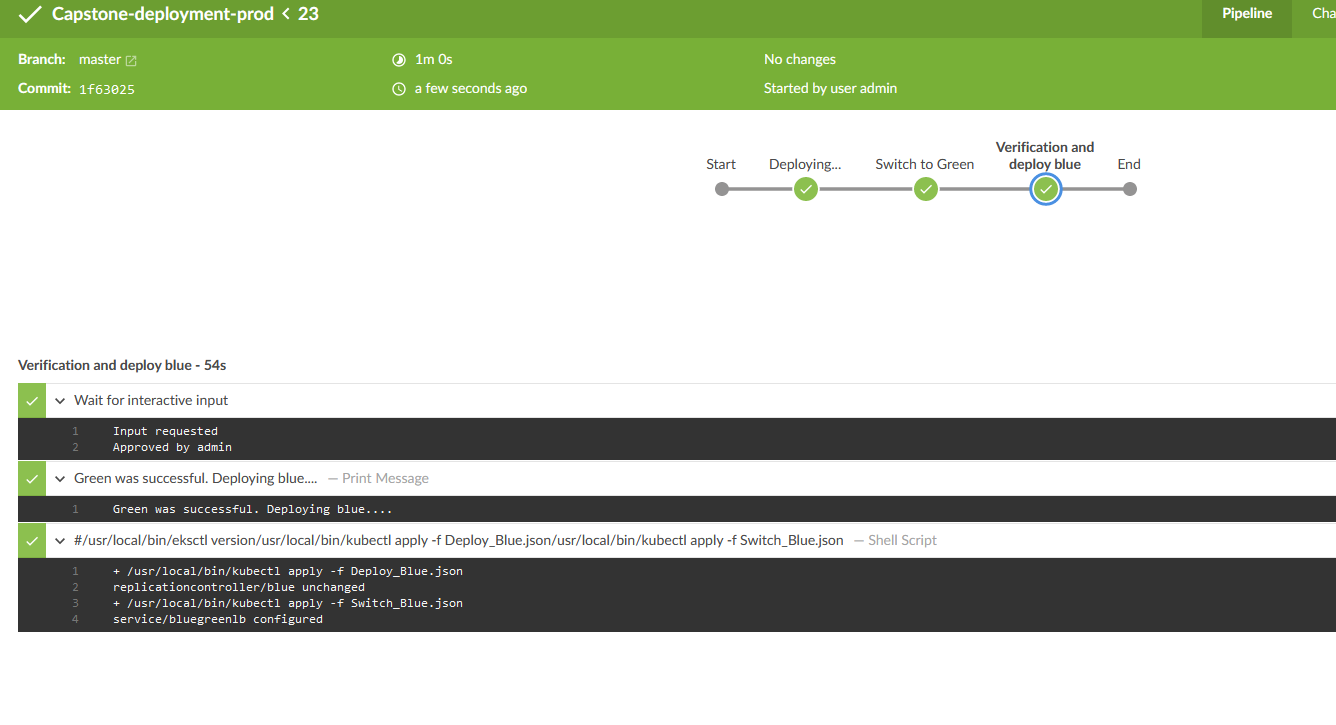 Capstone-deployment-prod < 23
Pipeline
Cha
Branch: master
1m 0s
No changes
Commit: 1f63025
a few seconds ago
Started by user admin
Start
Deploying...
Switch to Green
Verification and
deploy blue
End
Verification and deploy blue - 54s
Wait for interactive input
1 Input requested
2 Approved by admin
Green was successful. Deploying blue.... — Print Message
1 Green was successful. Deploying blue....
#/usr/local/bin/eksctl version/usr/local/bin/kubectl apply -f Deploy_Blue.json/usr/local/bin/kubectl apply -f Switch_Blue.json — Shell Script
1 + /usr/local/bin/kubectl apply -f Deploy_Blue.json
2 replicationcontroller/blue unchanged
3 + /usr/local/bin/kubectl apply -f Switch_Blue.json
4 service/bluegreenlb configured